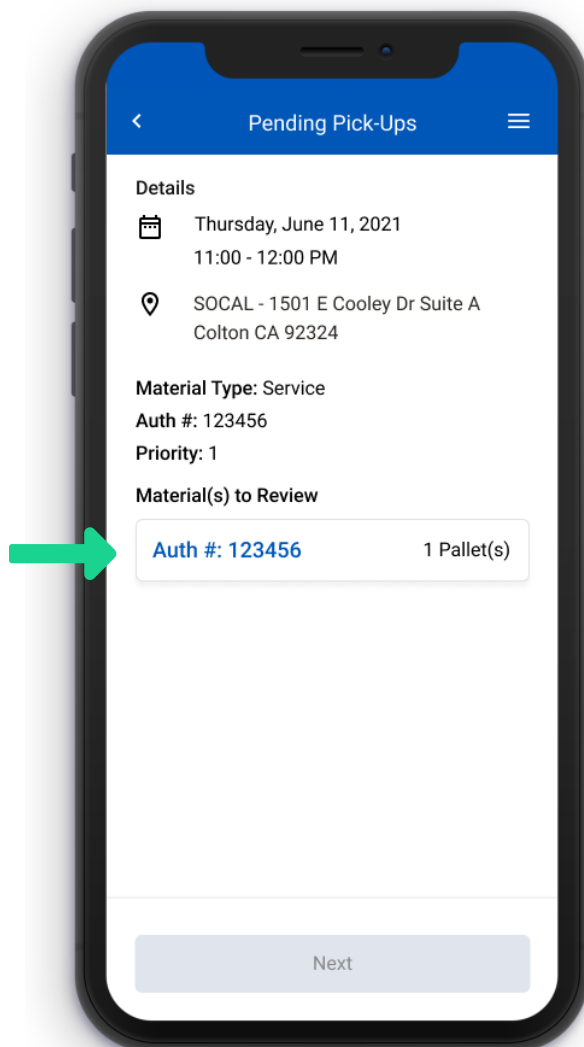 Pending Pick-Ups
Details
Thursday, June 11, 2021
11:00 - 12:00 PM
SOCAL - 1501 E Cooley Dr Suite A
Colton CA 92324
Material Type: Service
Auth #: 123456
Priority: 1
Material(s) to Review
Auth #: 123456 1 Pallet(s)
Next